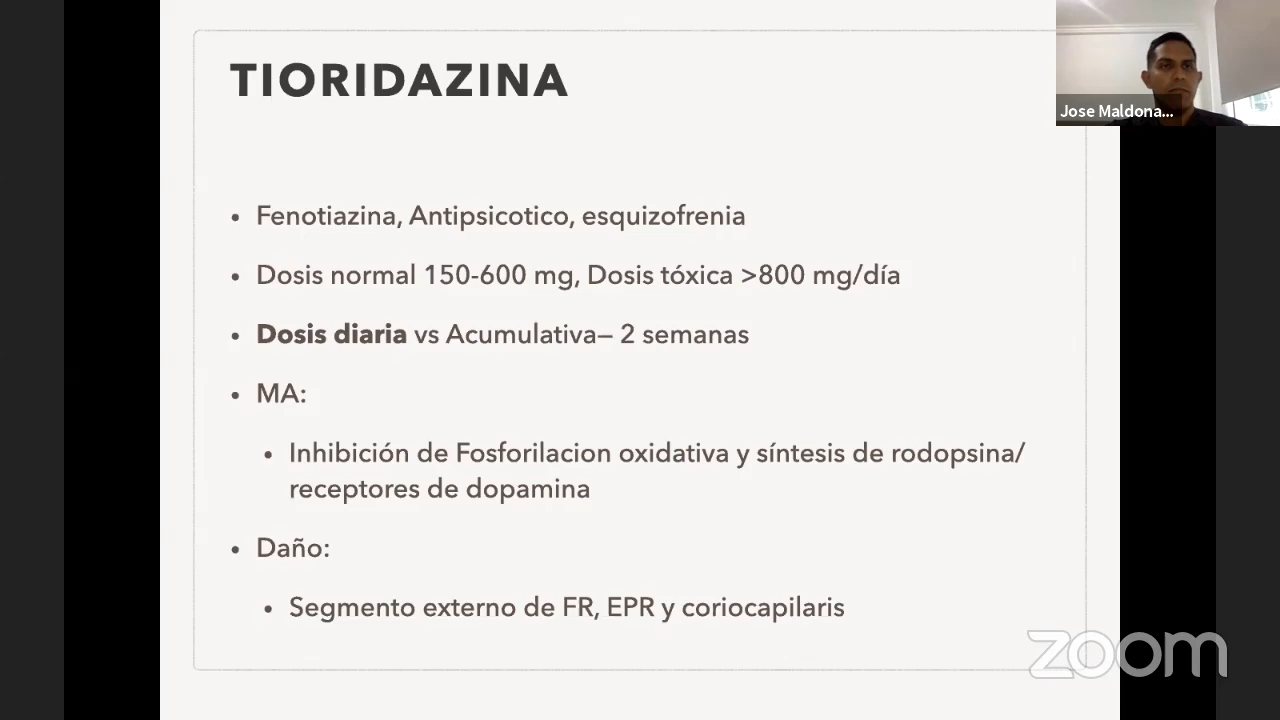 TIORIDAZINA
Jose Maldona...
• Fenotiazina, Antipsicotico, esquizofrenia
• Dosis normal 150-600 mg, Dosis tóxica >800 mg/día
• Dosis diaria vs Acumulativa– 2 semanas
• MA:
• Inhibición de Fosforilacion oxidativa y síntesis de rodopsina/
receptores de dopamina
• Daño:
• Segmento externo de FR, EPR y coriocapilaris
zoom